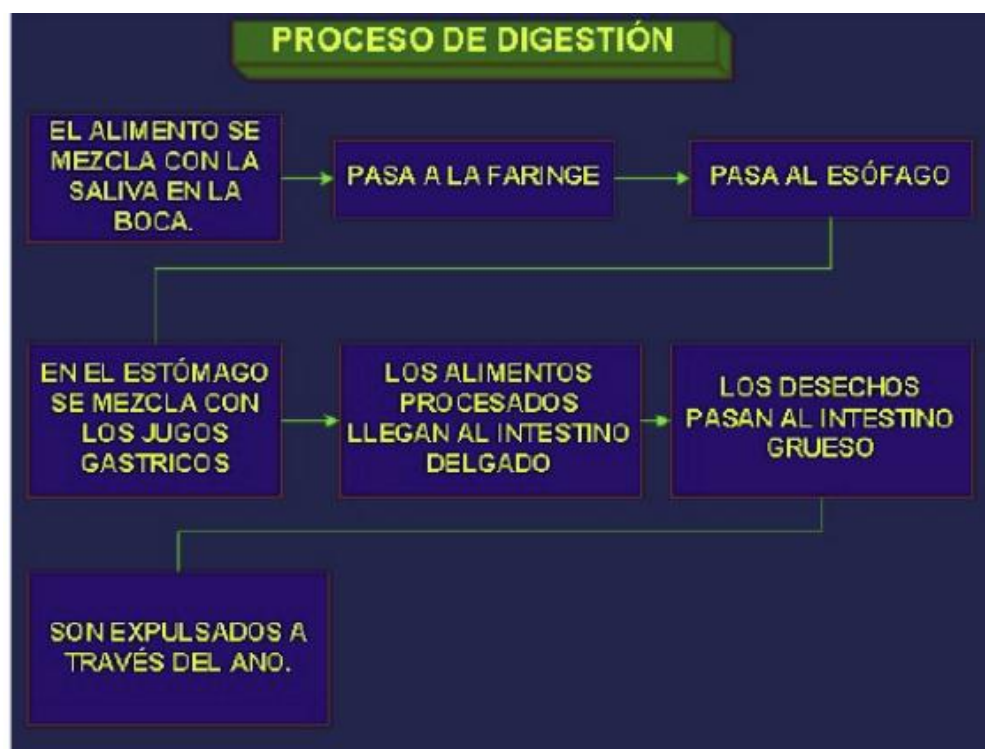 PROCESO DE DIGESTIÓN
EL ALIMENTO SE
MEZCLA CON LA
SALIVA EN LA
BOCA.
PASA A LA FARINGE
PASA AL ESÓFAGO
EN EL ESTÓMAGO
SE MEZCLA CON
LOS JUGOS
GASTRICOS
LOS ALIMENTOS
PROCESADOS
LLEGAN AL INTESTINO
DELGADO
LOS DESECHOS
PASAN AL INTESTINO
GRUESO
SON EXPULSADOS A
TRAVÉS DEL ANO.